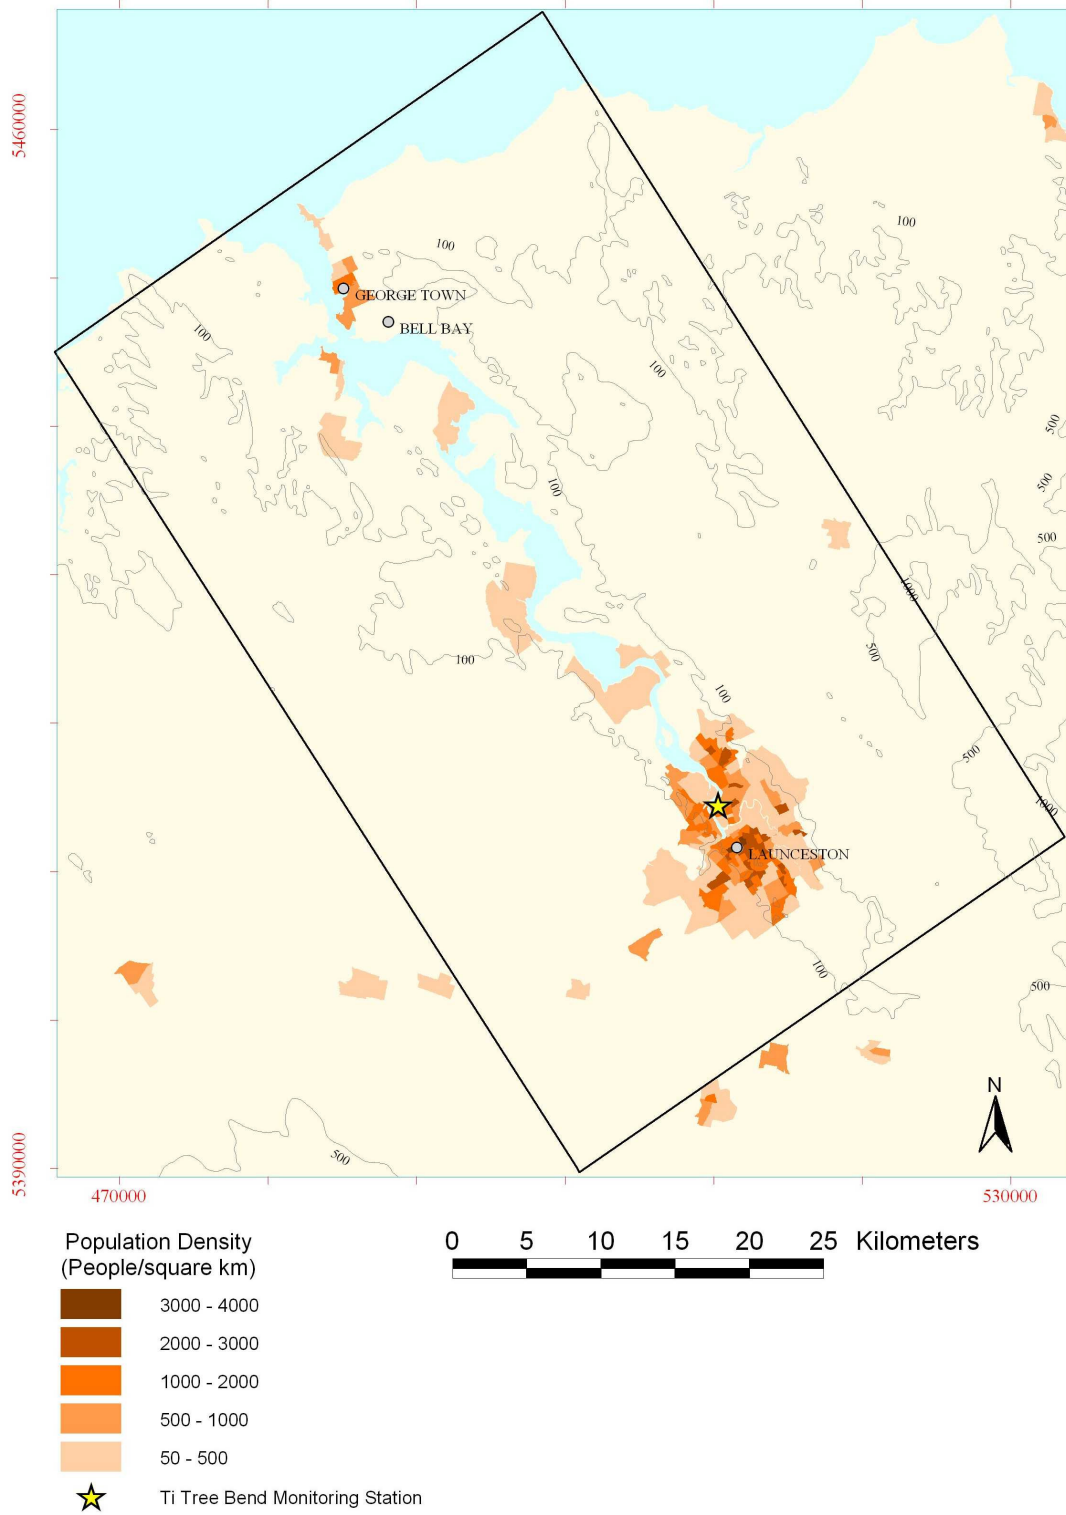 5460000
100
100
GEORGE TOWN
BELL BAY
100
100
500
500
100
500
1000
500
100
100
500
1000
LAUNCESTON
100
500
N
500
5390000
470000
530000
Population Density
(People/square km)
0 5 10 15 20 25 Kilometers
3000 - 4000
2000 - 3000
1000 - 2000
500 - 1000
50 - 500
Ti Tree Bend Monitoring Station